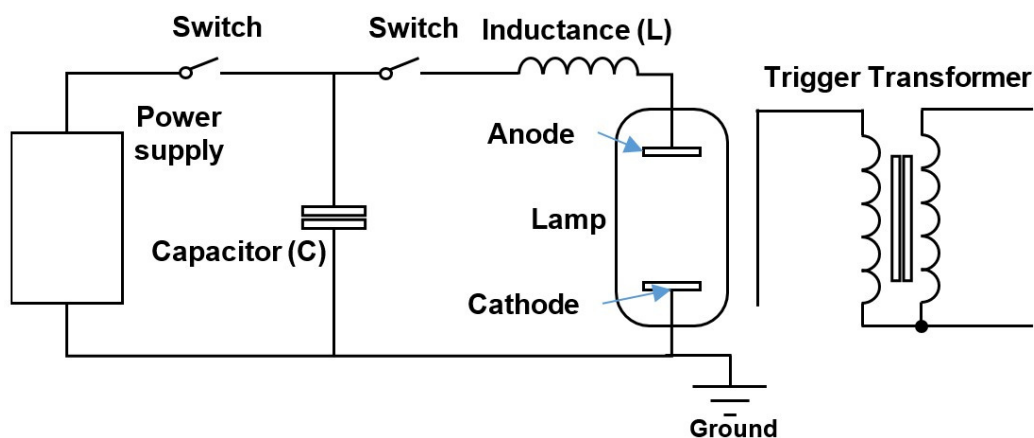 Switch
Switch
Inductance (L)
Trigger Transformer
Power
supply
Anode
Lamp
Capacitor (C)
Cathode
Ground